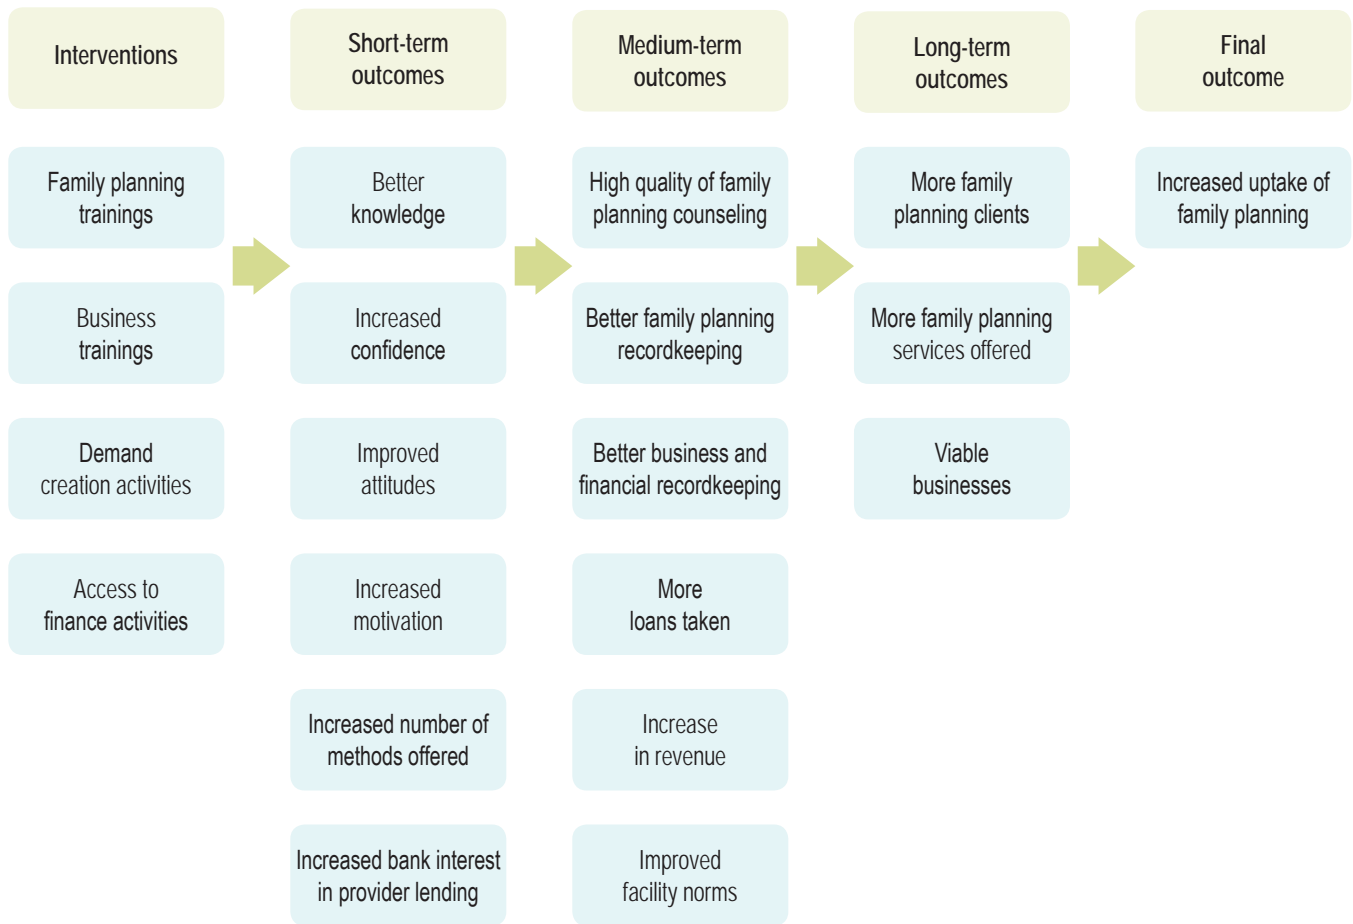 Interventions
Short-term
outcomes
Medium-term
outcomes
Long-term
outcomes
Final
outcome
Family planning
trainings
Better
knowledge
High quality of family
planning counseling
More family
planning clients
Increased uptake of
family planning
Business
trainings
Increased
confidence
Better family planning
recordkeeping
More family planning
services offered
Demand
creation activities
Improved
attitudes
Better business and
financial recordkeeping
Viable
businesses
Access to
finance activities
Increased
motivation
More
loans taken
Increased number of
methods offered
Increase
in revenue
Increased bank interest
in provider lending
Improved
facility norms